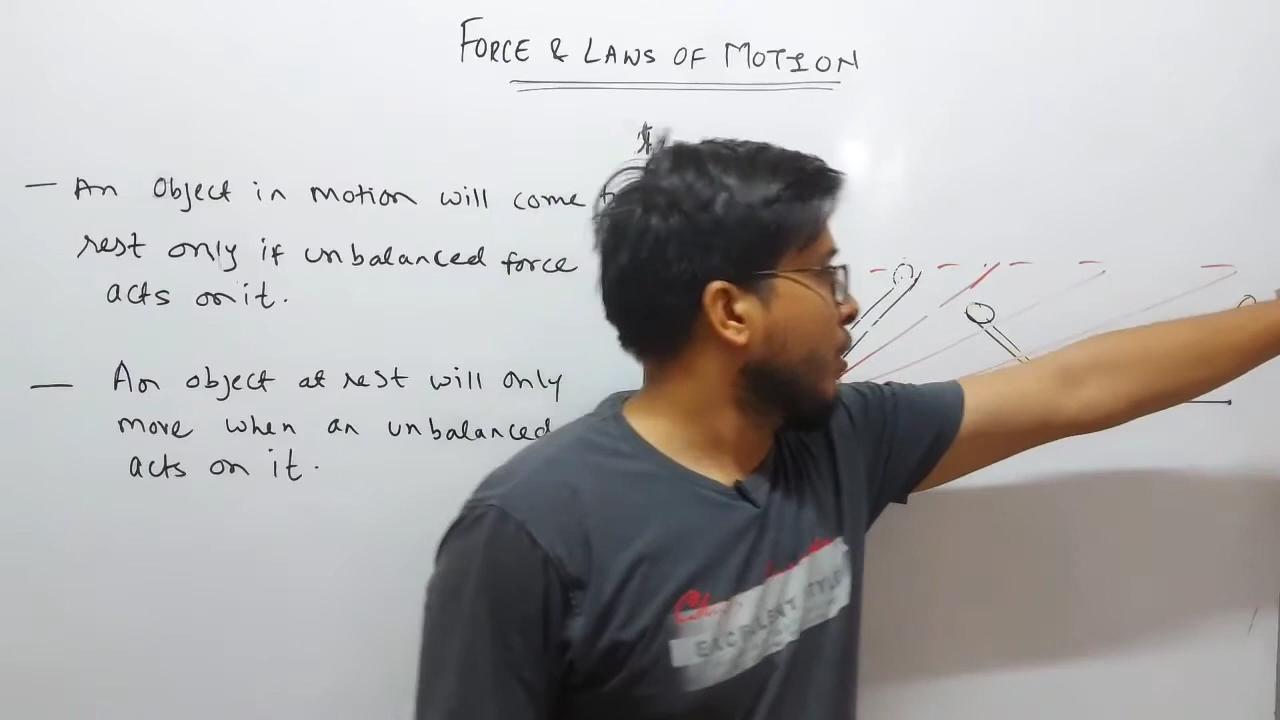 FORCE & LAWS OF MOTION
— An Object in motion will come
rest only if unbalanced force
acts on it.
— An object at rest will only
move when an unbalanced
acts on it.